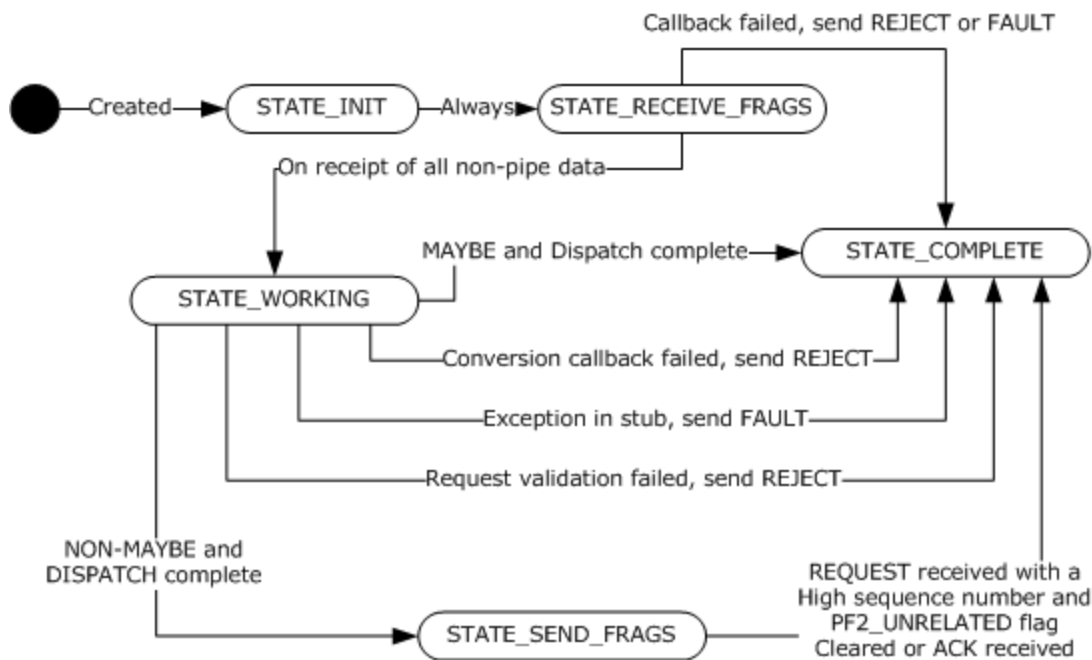 Callback failed, send REJECT or FAULT
Created
STATE_INIT
Always
STATE_RECEIVE_FRAGS
On receipt of all non-pipe data
MAYBE and Dispatch complete
STATE_COMPLETE
STATE_WORKING
Conversion callback failed, send REJECT
Exception in stub, send FAULT
Request validation failed, send REJECT
NON-MAYBE and
DISPATCH complete
REQUEST received with a
High sequence number and
PF2_UNRELATED flag
Cleared or ACK received
STATE_SEND_FRAGS